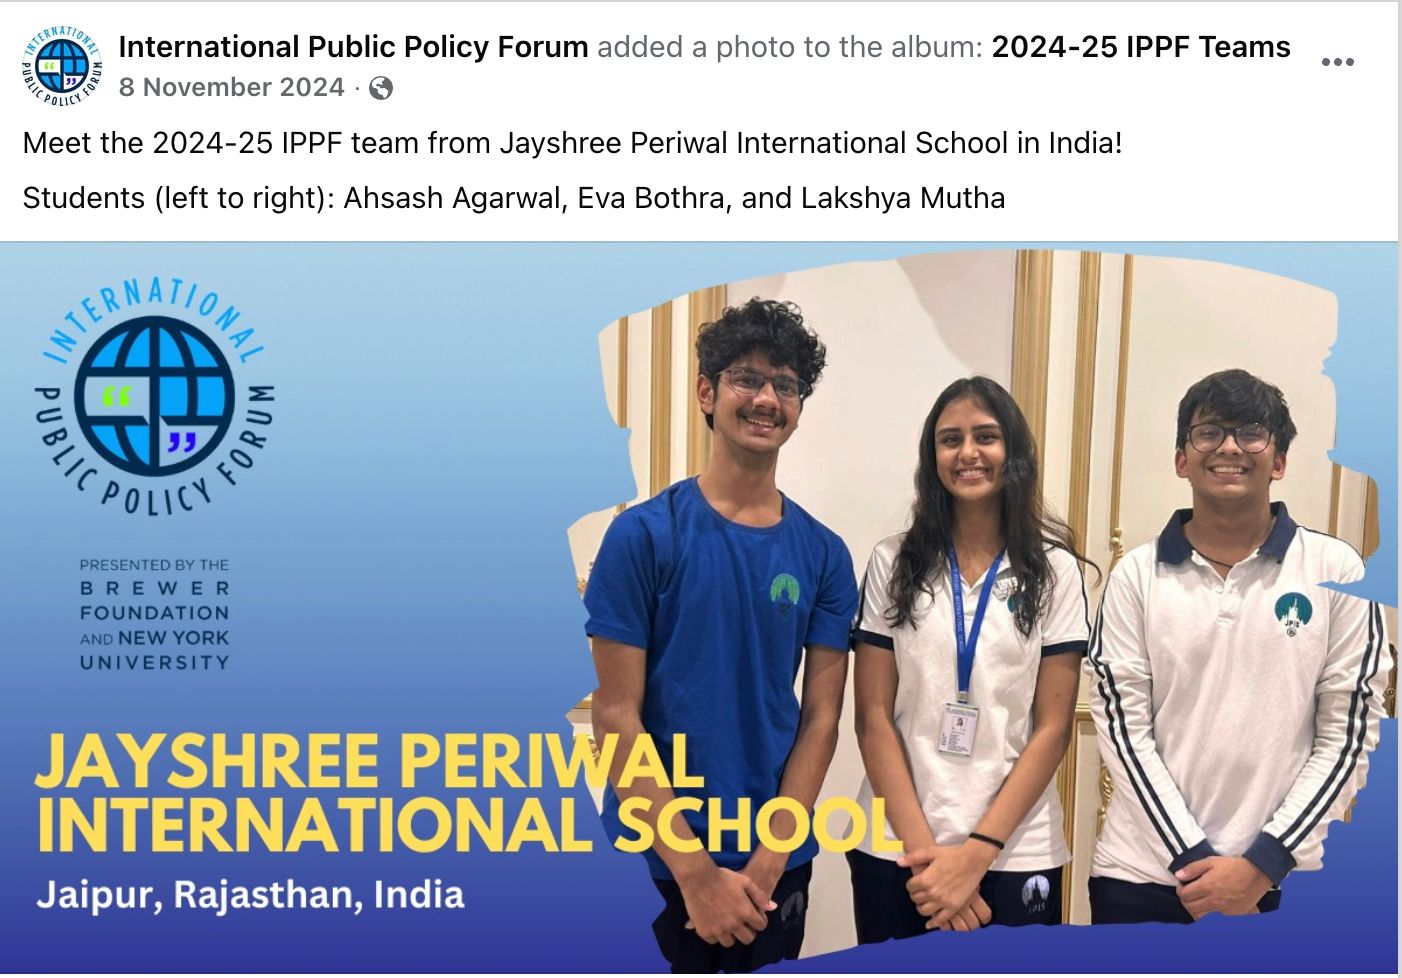 International Public Policy Forum added a photo to the album: 2024-25 IPPF Teams
8 November 2024 ·
Meet the 2024-25 IPPF team from Jayshree Periwal International School in India!
Students (left to right): Ahsash Agarwal, Eva Bothra, and Lakshya Mutha
INTERNATIONAL
PUBLIC POLICY FORUM
“ ”
PRESENTED BY THE
BREWER
FOUNDATION
AND NEW YORK
UNIVERSITY
JAYSHREE PERIWAL
INTERNATIONAL SCHOOL
Jaipur, Rajasthan, India
JPIS
JPIS